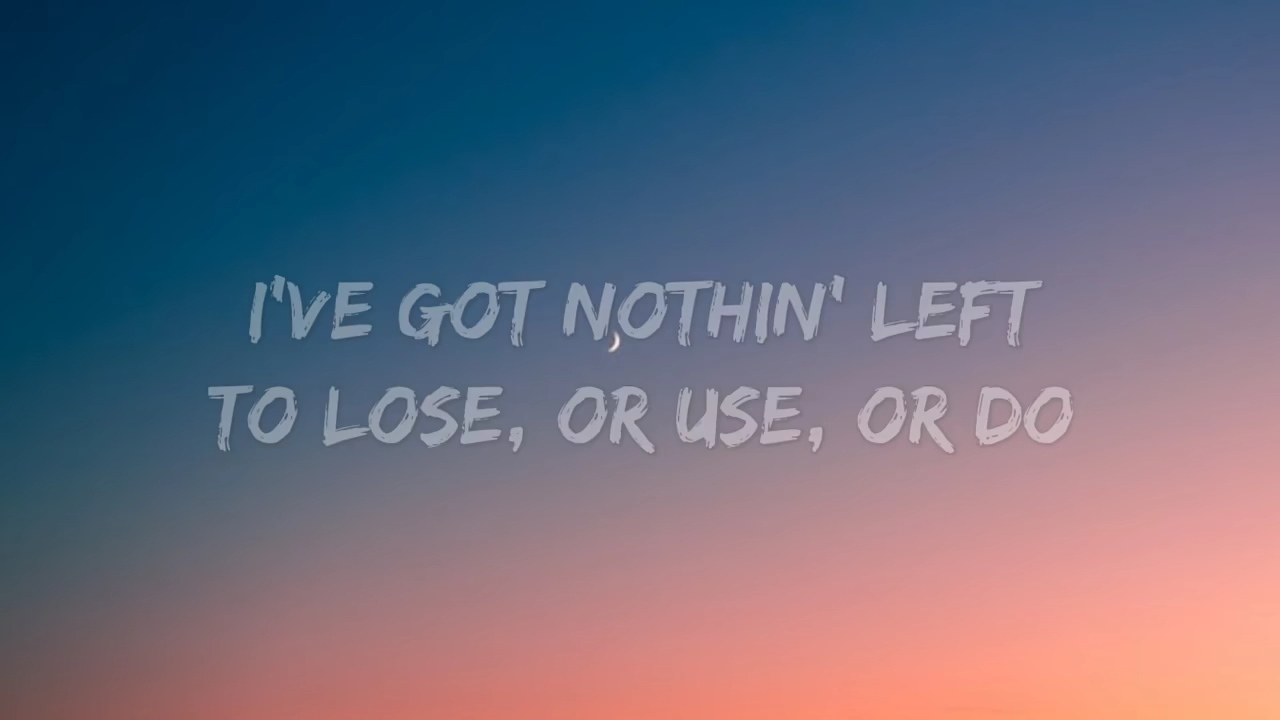 I'VE GOT NOTHIN' LEFT
TO LOSE, OR USE, OR DO